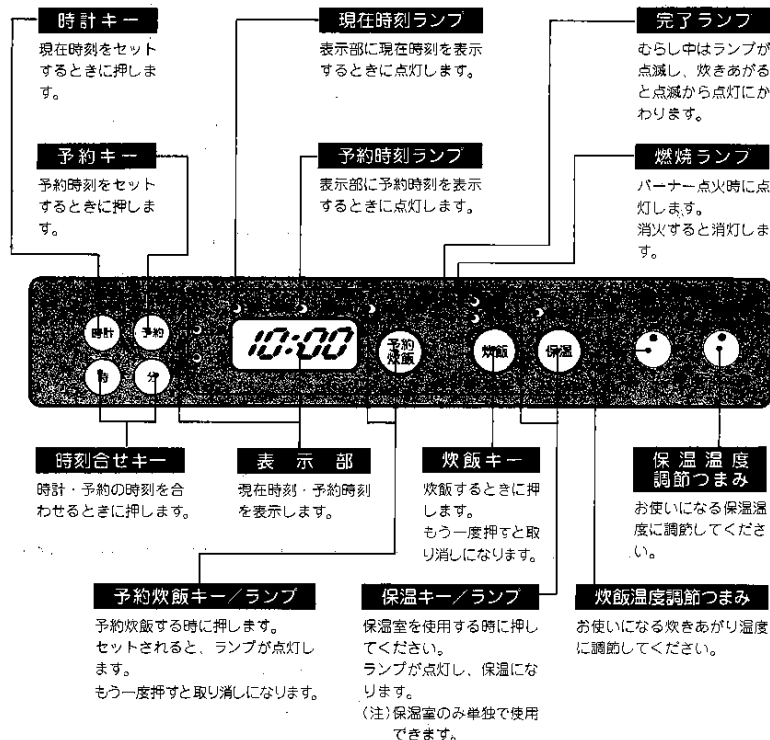 時計キー
現在時刻をセット
するときに押しま
す。
現在時刻ランプ
表示部に現在時刻を表示
するときに点灯します。
完了ランプ
むらし中はランプが
点滅し、炊きあがる
と点滅から点灯にか
わります。
予約キー
予約時刻をセット
するときに押しま
す。
予約時刻ランプ
表示部に予約時刻を表示
するときに点灯します。
燃焼ランプ
バーナー点火時に点
灯します。
消火すると消灯しま
す。
時計
予約
時
分
10:00
予約
炊飯
炊飯
保温
時刻合せキー
時計・予約の時刻を合
わせるときに押します。
表示部
現在時刻・予約時刻
を表示します。
炊飯キー
炊飯するときに押
します。
もう一度押すと取
り消しになります。
保温温度
調節つまみ
お使いになる保温温
度に調節してくださ
い。
予約炊飯キー/ランプ
予約炊飯する時に押します。
セットされると、ランプが点灯し
ます。
もう一度押すと取り消しになります。
保温キー/ランプ
保温室を使用する時に押し
てください。
ランプが点灯し、保温にな
ります。
(注)保温室のみ単独で使用
できます。
炊飯温度調節つまみ
お使いになる炊きあがり温度
に調節してください。